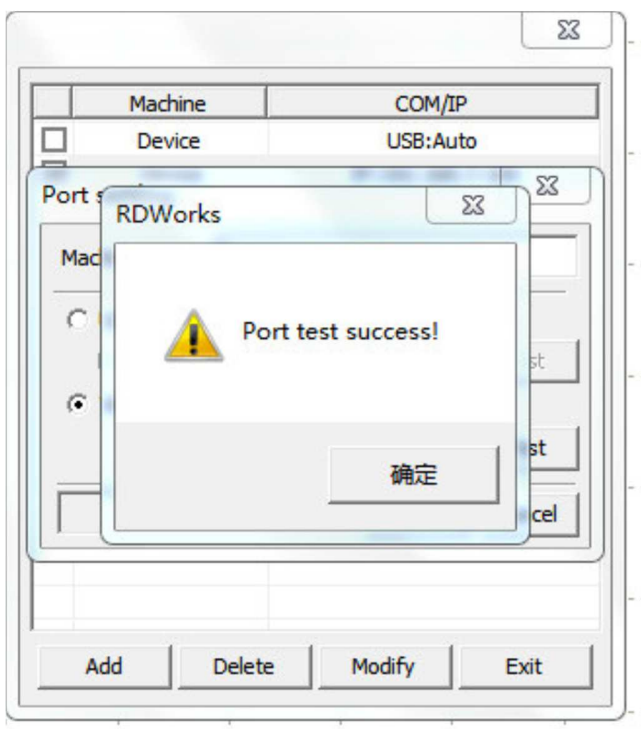 Machine COM/IP
Device USB:Auto
Port s
RDWorks
Mac
Port test success!
st
st
确定
cel
Add Delete Modify Exit